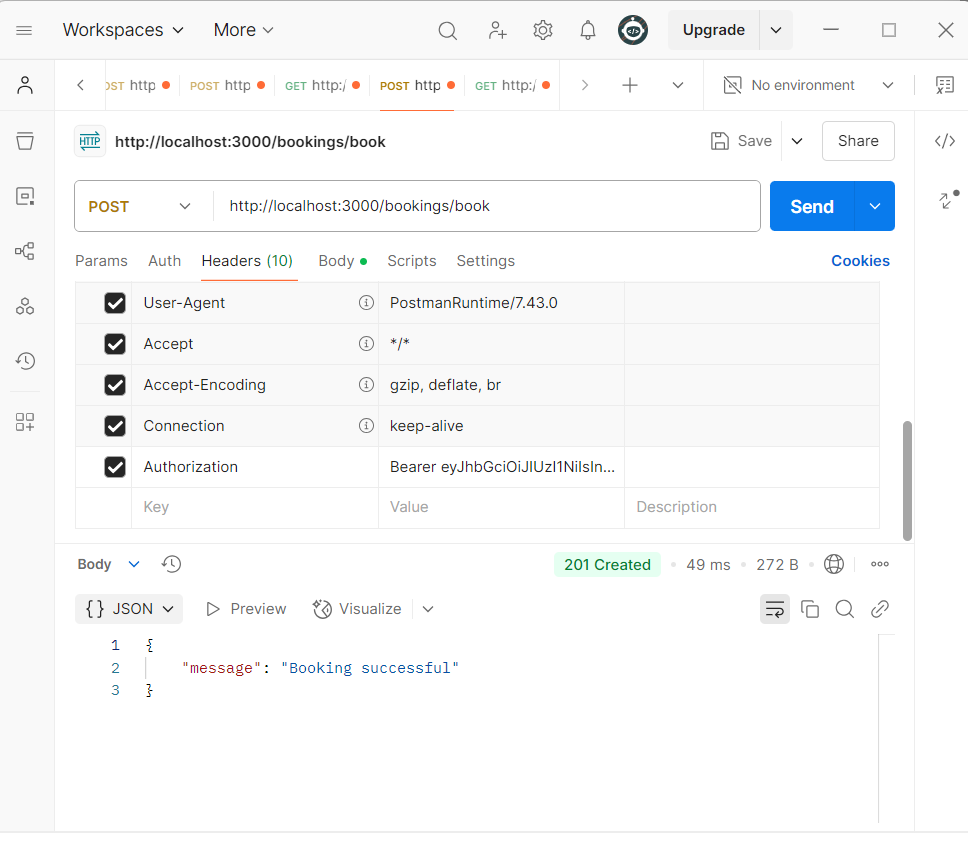 Workspaces More Upgrade
OST http POST http GET http:/ POST http GET http:/ No environment
HTTP http://localhost:3000/bookings/book Save Share
POST http://localhost:3000/bookings/book Send
Params Auth Headers (10) Body Scripts Settings Cookies
User-Agent PostmanRuntime/7.43.0
Accept */*
Accept-Encoding gzip, deflate, br
Connection keep-alive
Authorization Bearer eyJhbGciOiJIUzI1NiIsIn...
Key Value Description
Body 201 Created 49 ms 272 B
{} JSON Preview Visualize
1 {
2 "message": "Booking successful"
3 }